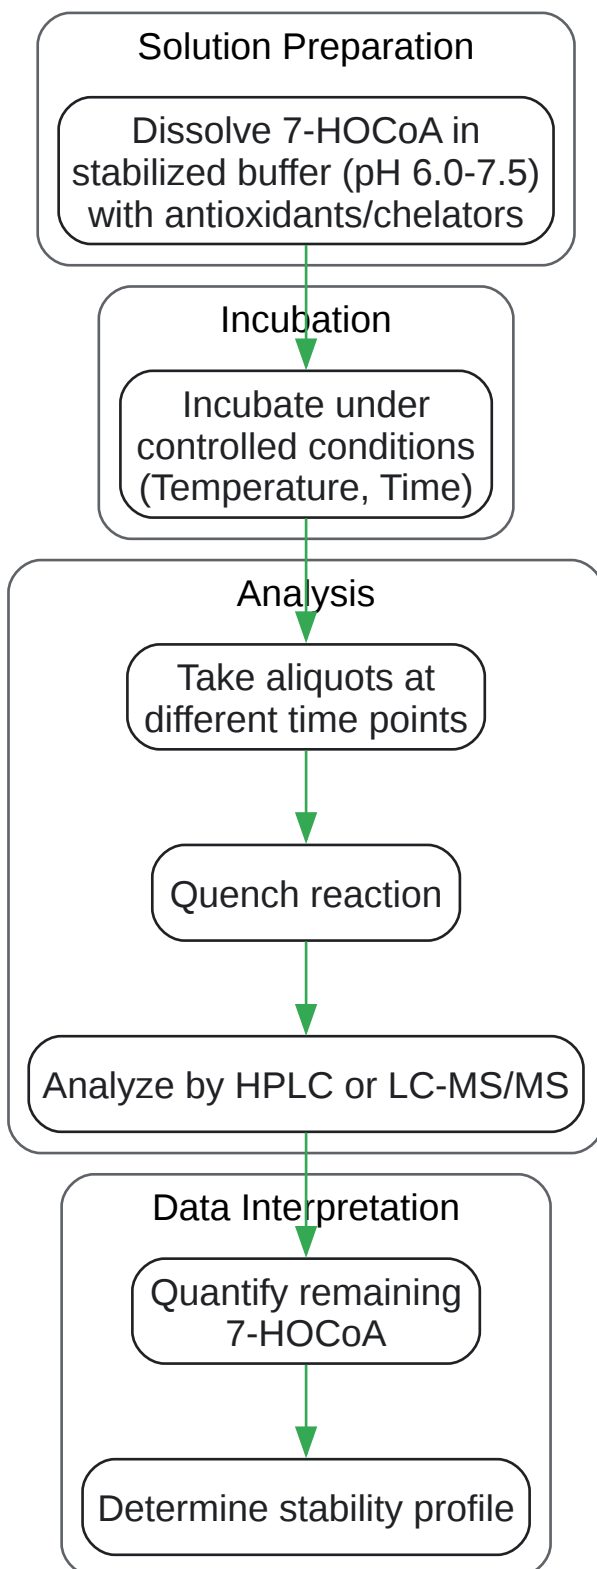 Solution Preparation
Dissolve 7-HOCoA in
stabilized buffer (pH 6.0-7.5)
with antioxidants/chelators
Incubation
Incubate under
controlled conditions
(Temperature, Time)
Analysis
Take aliquots at
different time points
Quench reaction
Analyze by HPLC or LC-MS/MS
Data Interpretation
Quantify remaining
7-HOCoA
Determine stability profile